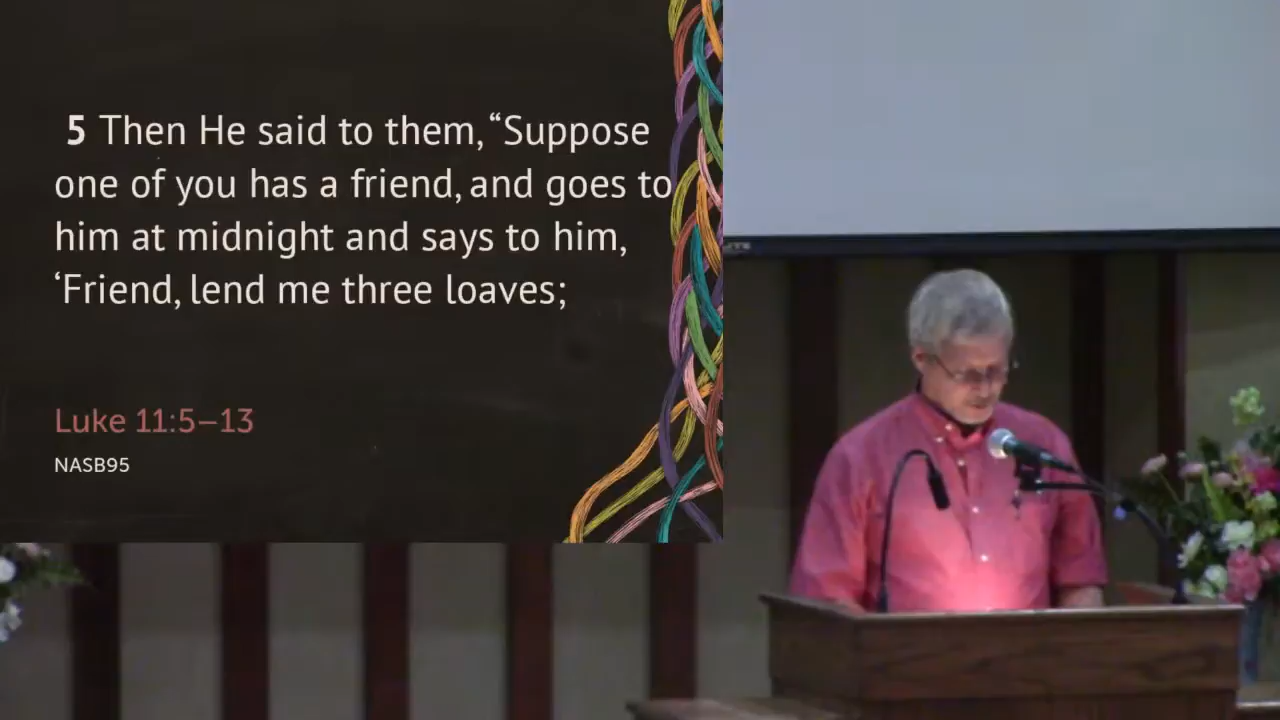 5 Then He said to them, “Suppose
one of you has a friend, and goes to
him at midnight and says to him,
‘Friend, lend me three loaves;
Luke 11:5–13
NASB95